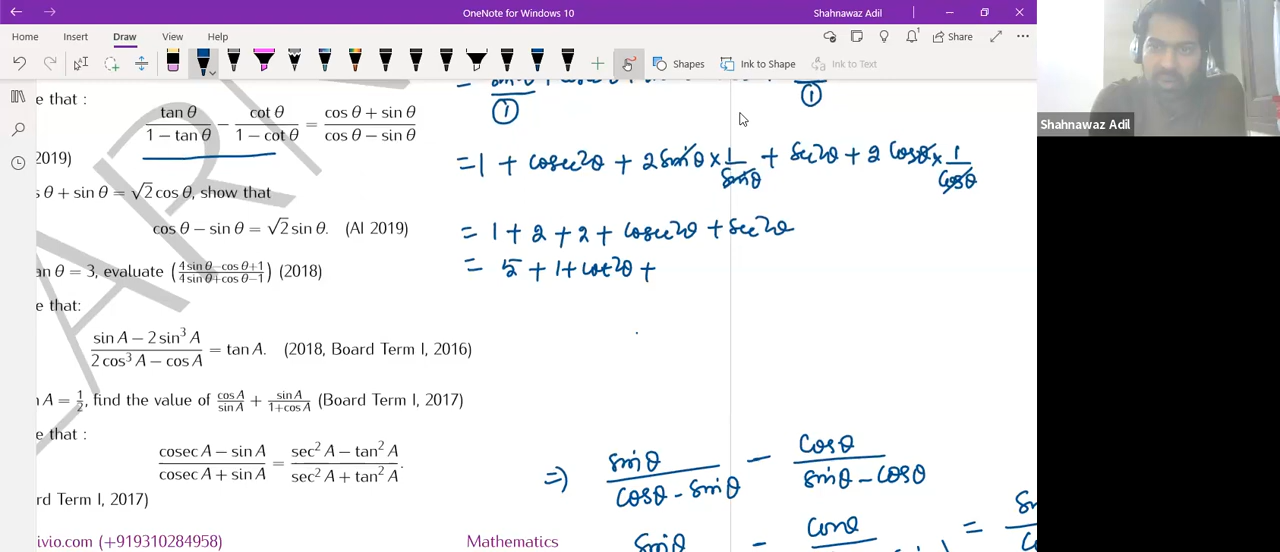 OneNote for Windows 10
Shahnawaz Adil
Home Insert Draw View Help
Share
Shapes
Ink to Shape
Ink to Text
Shahnawaz Adil
e that :
tan θ / 1 − tan θ − cot θ / 1 − cot θ = cos θ + sin θ / cos θ − sin θ
2019)
s θ + sin θ = √2 cos θ, show that
cos θ − sin θ = √2 sin θ. (AI 2019)
an θ = 3, evaluate (4 sin θ − cos θ + 1 / 4 sin θ + cos θ − 1) (2018)
e that:
sin A − 2 sin³ A / 2 cos³ A − cos A = tan A. (2018, Board Term I, 2016)
A = 1/2, find the value of cos A / sin A + sin A / 1 + cos A (Board Term I, 2017)
e that :
cosec A − sin A / cosec A + sin A = sec² A − tan² A / sec² A + tan² A.
rd Term I, 2017)
ivio.com (+919310284958)
Mathematics
① ①
= 1 + cosec²θ + 2 sinθ × 1/sinθ + sec²θ + 2 cosθ × 1/cosθ
= 1 + 2 + 2 + cosec²θ + sec²θ
= 5 + 1 + cot²θ +
⇒ sinθ / cosθ − sinθ − cosθ / sinθ − cosθ
sinθ − cosθ =